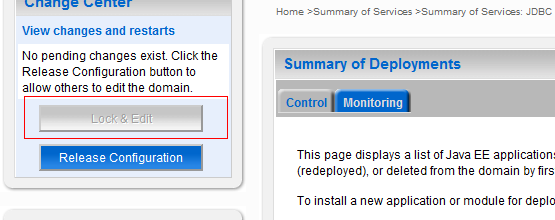 Change Center
View changes and restarts
No pending changes exist. Click the
Release Configuration button to
allow others to edit the domain.
Lock & Edit
Release Configuration
Home >Summary of Services >Summary of Services: JDBC
Summary of Deployments
Control Monitoring
This page displays a list of Java EE applications
(redeployed), or deleted from the domain by firs
To install a new application or module for deplo